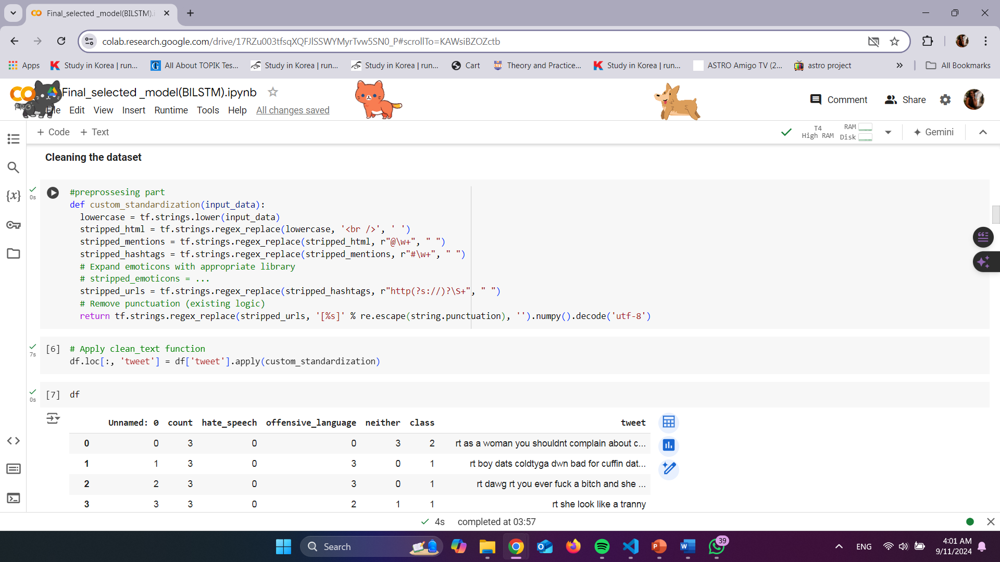 Final_selected _model(BILSTM).i
colab.research.google.com/drive/17RZu003tfsqXQFJlSSWYMyrTvw5SN0_P#scrollTo=KAWsiBZOZctb
Apps
Study in Korea | run...
All About TOPIK Tes...
Study in Korea | run...
Study in Korea | run...
Cart
Theory and Practice...
Study in Korea | run...
ASTRO Amigo TV (2...
astro project
All Bookmarks
PRO
Final_selected _model(BILSTM).ipynb
File Edit View Insert Runtime Tools Help All changes saved
Comment
Share
+ Code + Text
T4
High RAM
RAM
Disk
Gemini
Cleaning the dataset
0s
#preprossesing part
def custom_standardization(input_data):
  lowercase = tf.strings.lower(input_data)
  stripped_html = tf.strings.regex_replace(lowercase, '<br />', ' ')
  stripped_mentions = tf.strings.regex_replace(stripped_html, r"@\w+", " ")
  stripped_hashtags = tf.strings.regex_replace(stripped_mentions, r"#\w+", " ")
  # Expand emoticons with appropriate library
  # stripped_emoticons = ...
  stripped_urls = tf.strings.regex_replace(stripped_hashtags, r"http(?s://)?\S+", " ")
  # Remove punctuation (existing logic)
  return tf.strings.regex_replace(stripped_urls, '[%s]' % re.escape(string.punctuation), '').numpy().decode('utf-8')
7s
[6] # Apply clean_text function
df.loc[:, 'tweet'] = df['tweet'].apply(custom_standardization)
0s
[7] df
Unnamed: 0 count hate_speech offensive_language neither class tweet
0 0 3 0 0 3 2 rt as a woman you shouldnt complain about c...
1 1 3 0 3 0 1 rt boy dats coldtyga dwn bad for cuffin dat...
2 2 3 0 3 0 1 rt dawg rt you ever fuck a bitch and she ...
3 3 3 0 2 1 1 rt she look like a tranny
4s completed at 03:57
Search
39
ENG
4:01 AM
9/11/2024